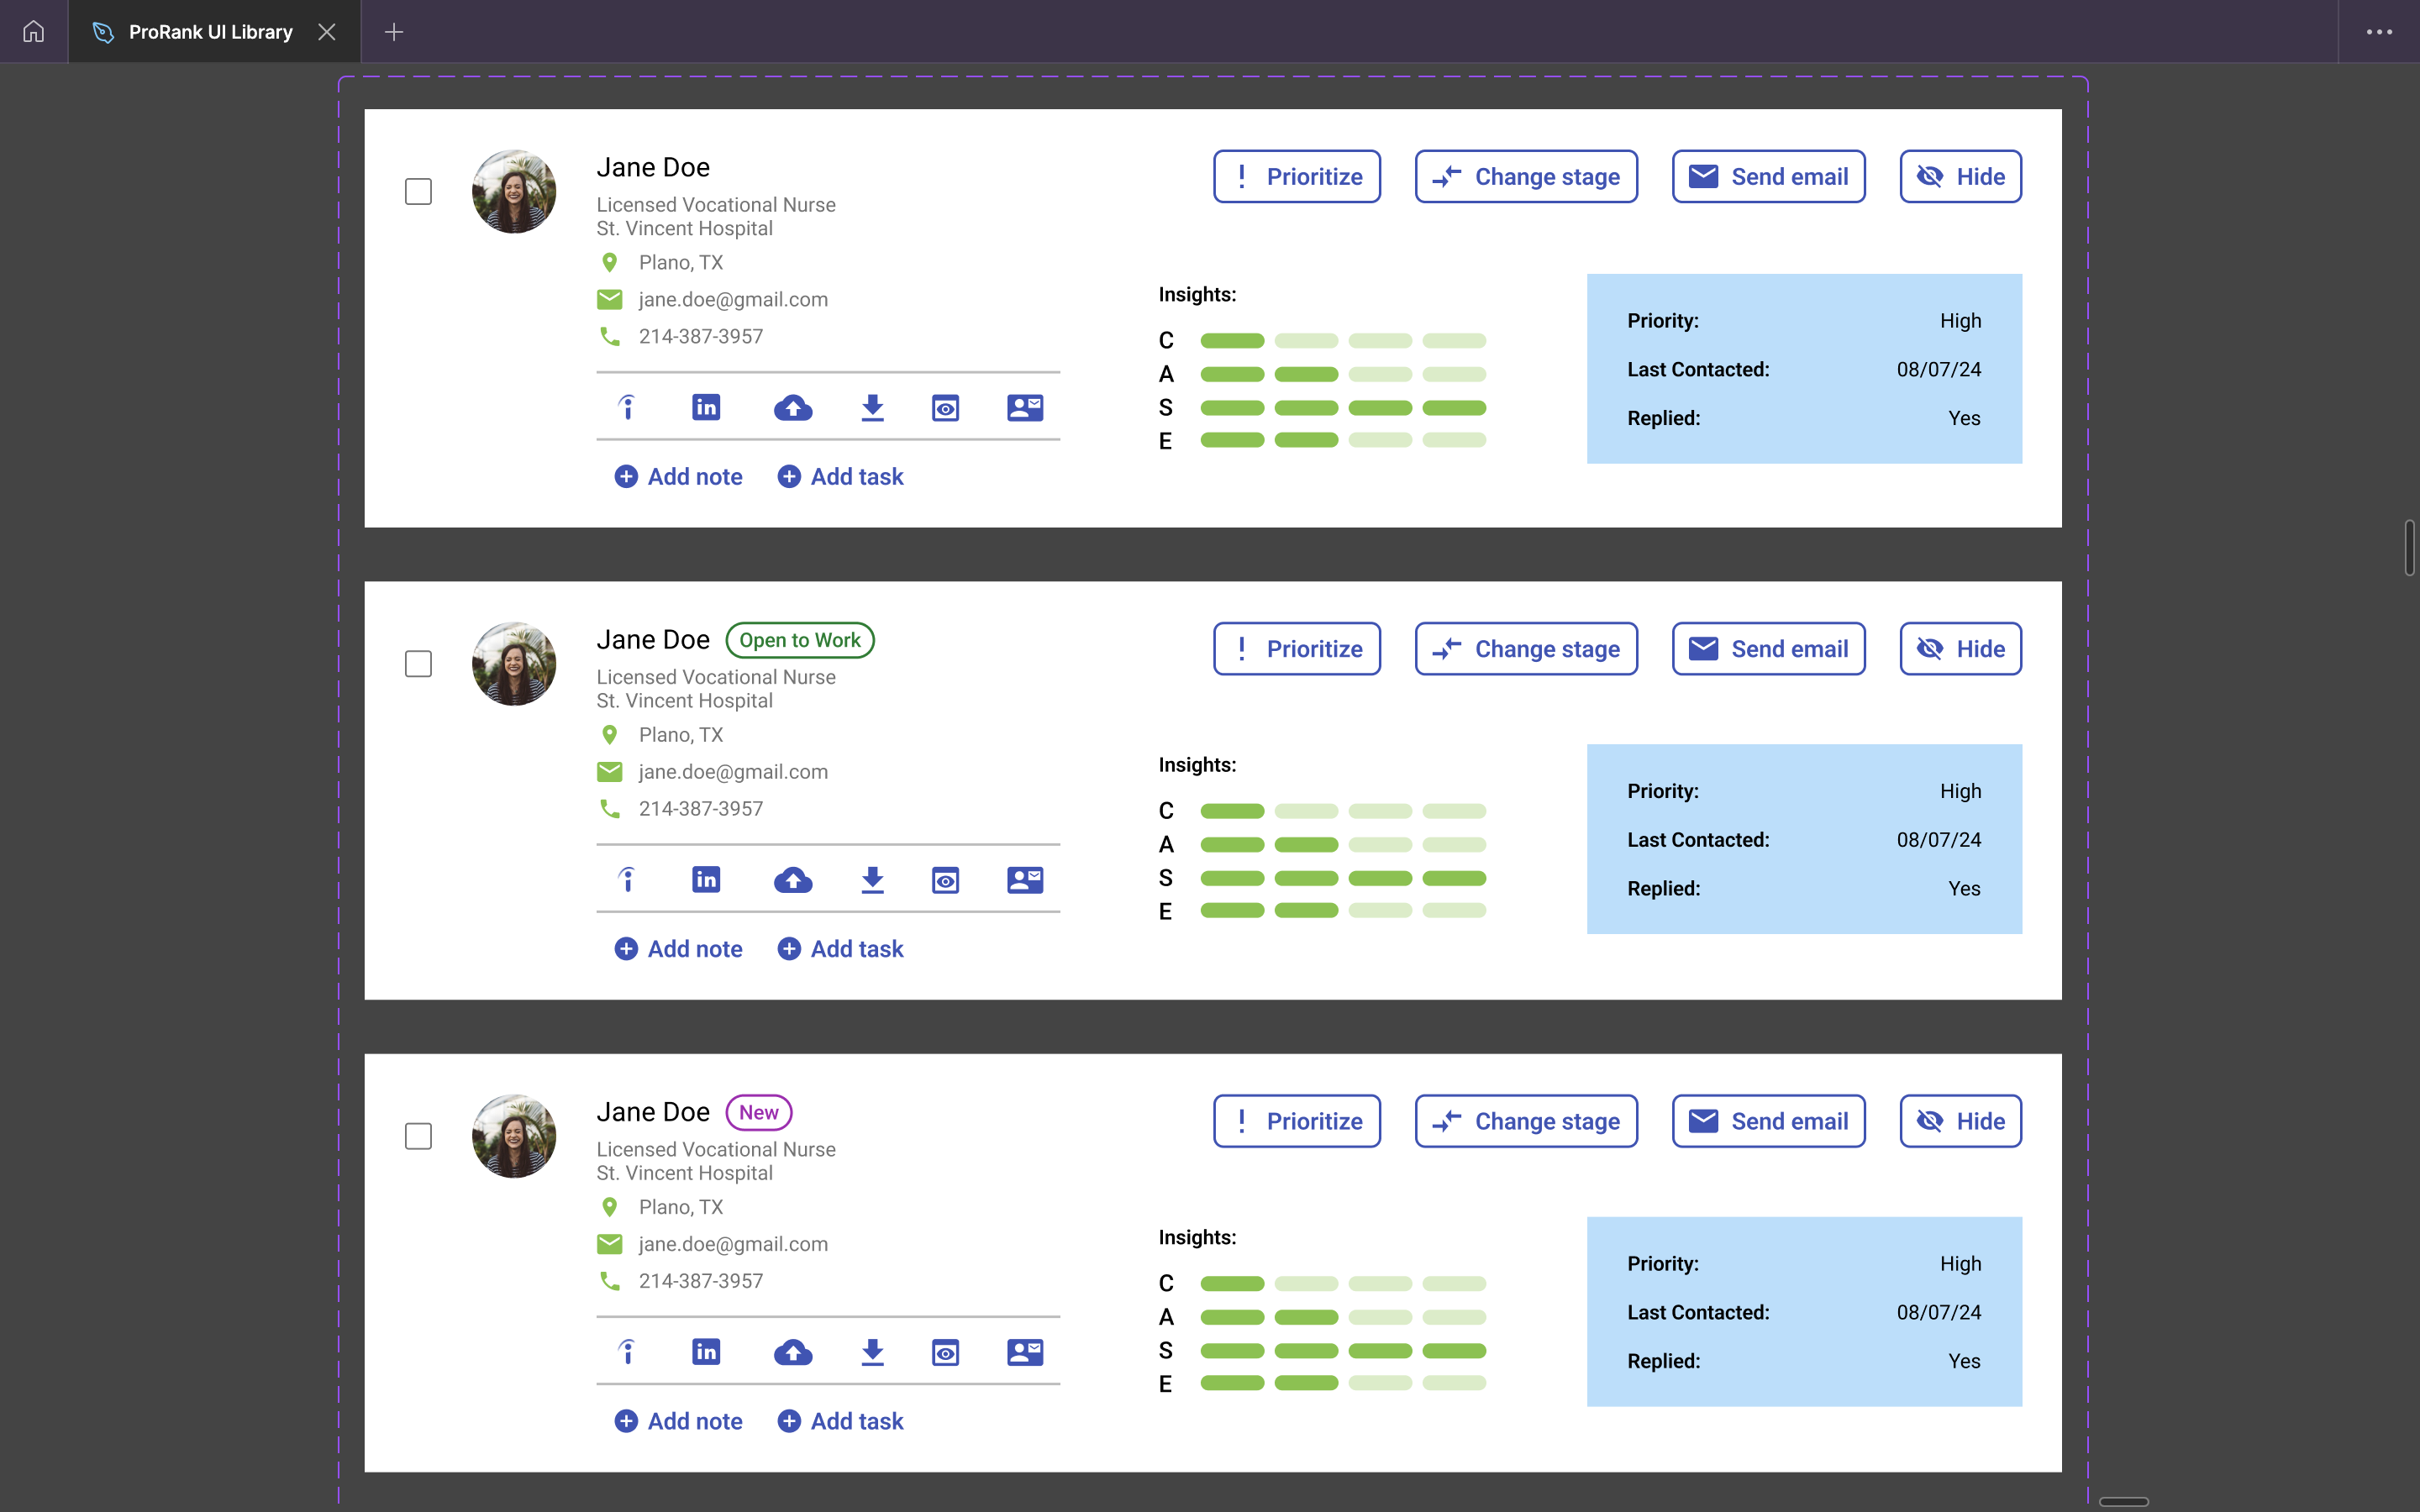 ProRank UI Library
Jane Doe
Licensed Vocational Nurse
St. Vincent Hospital
Plano, TX
jane.doe@gmail.com
214-387-3957
in
Add note Add task
Prioritize Change stage Send email Hide
Insights:
C
A
S
E
Priority: High
Last Contacted: 08/07/24
Replied: Yes
Jane Doe Open to Work
Licensed Vocational Nurse
St. Vincent Hospital
Plano, TX
jane.doe@gmail.com
214-387-3957
in
Add note Add task
Prioritize Change stage Send email Hide
Insights:
C
A
S
E
Priority: High
Last Contacted: 08/07/24
Replied: Yes
Jane Doe New
Licensed Vocational Nurse
St. Vincent Hospital
Plano, TX
jane.doe@gmail.com
214-387-3957
in
Add note Add task
Prioritize Change stage Send email Hide
Insights:
C
A
S
E
Priority: High
Last Contacted: 08/07/24
Replied: Yes